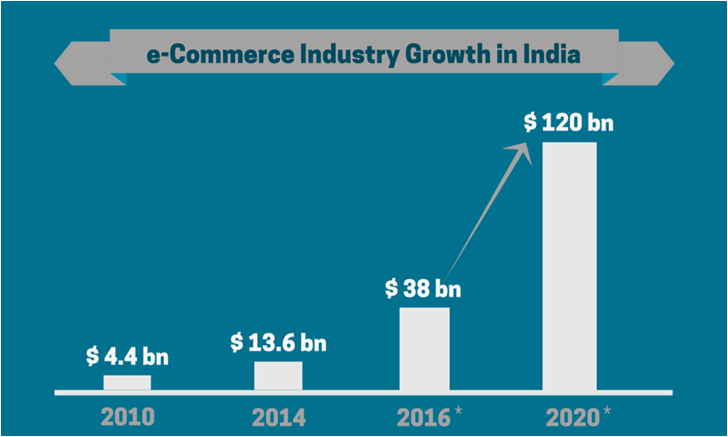 e-Commerce Industry Growth in India
$ 120 bn
$ 38 bn
$ 13.6 bn
$ 4.4 bn
2010 2014 2016* 2020*